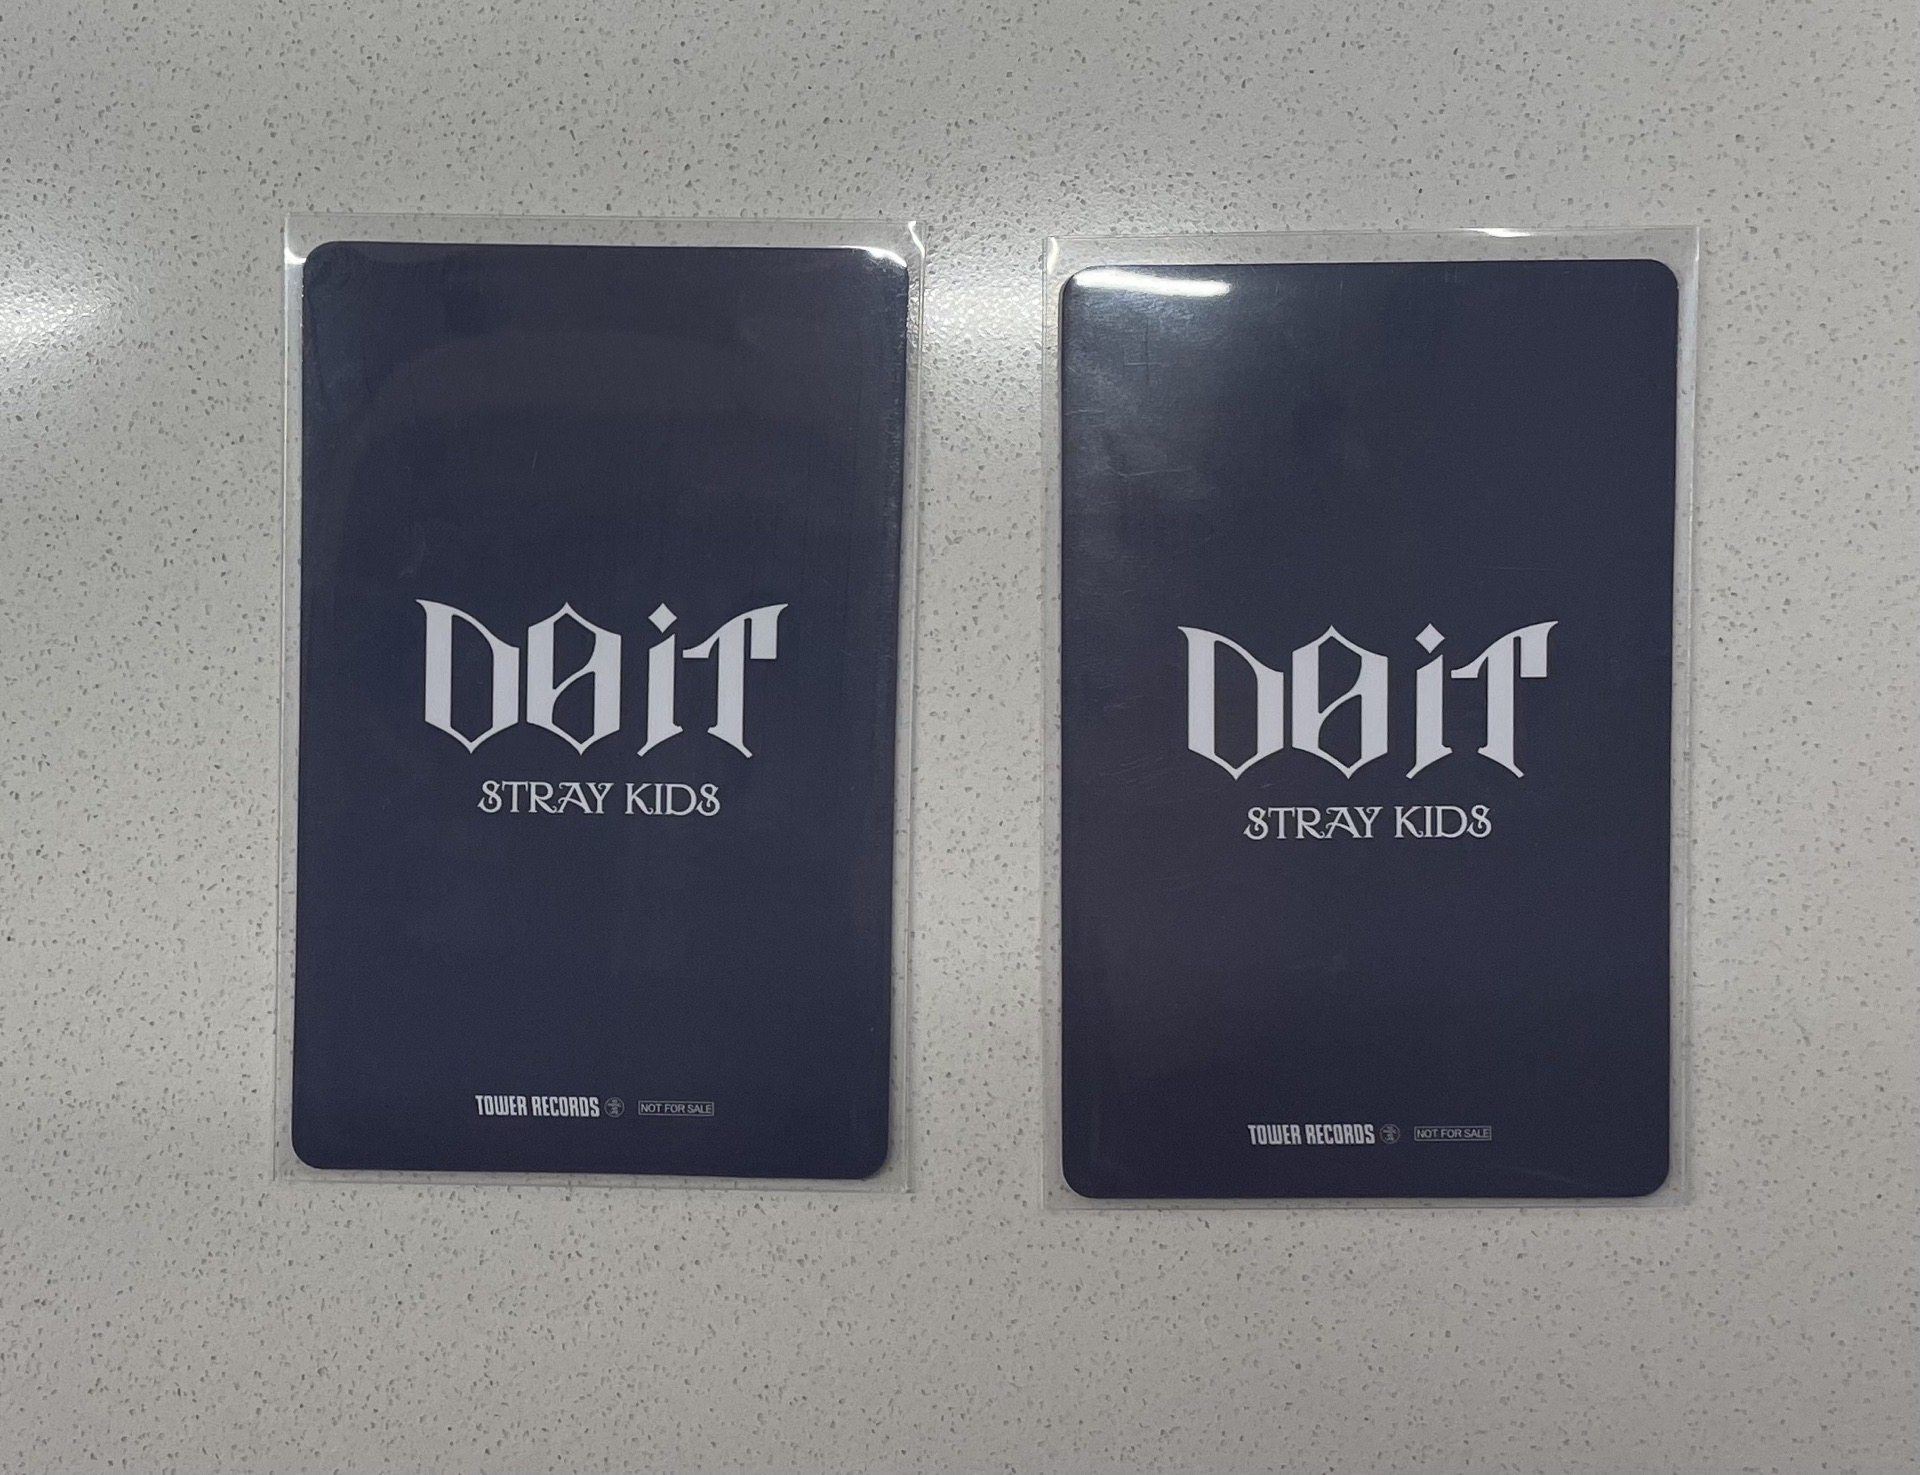 DO IT
STRAY KIDS
TOWER RECORDS NOT FOR SALE
DO IT
STRAY KIDS
TOWER RECORDS NOT FOR SALE